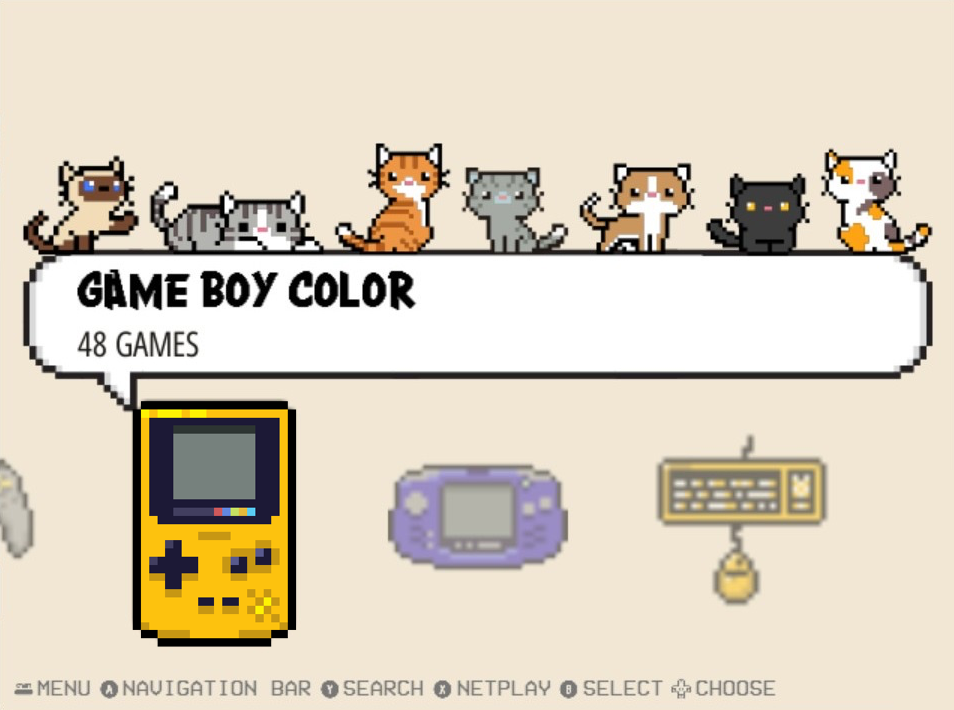 GAME BOY COLOR
48 GAMES
MENU A NAVIGATION BAR Y SEARCH X NETPLAY B SELECT CHOOSE